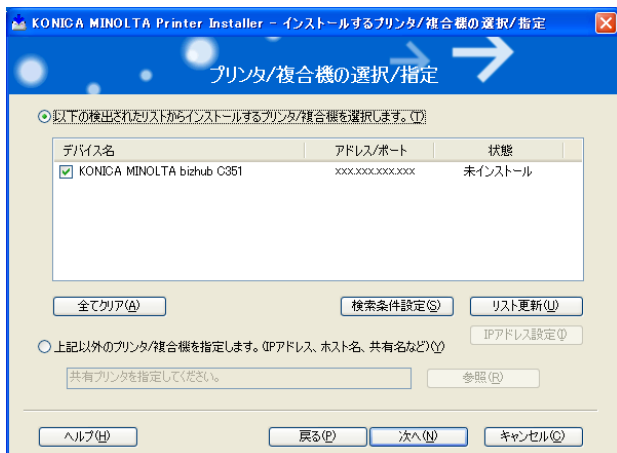 KONICA MINOLTA Printer Installer - インストールするプリンタ/複合機の選択/指定
プリンタ/複合機の選択/指定
以下の検出されたリストからインストールするプリンタ/複合機を選択します。(T)
デバイス名 アドレス/ポート 状態
KONICA MINOLTA bizhub C351 xxx.xxx.xxx.xxx 未インストール
全てクリア(A) 検索条件設定(S) リスト更新(U)
IPアドレス設定(I)
上記以外のプリンタ/複合機を指定します。(IPアドレス、ホスト名、共有名など)(Y)
共有プリンタを指定してください。 参照(R)
ヘルプ(H) 戻る(P) 次へ(N) キャンセル(C)